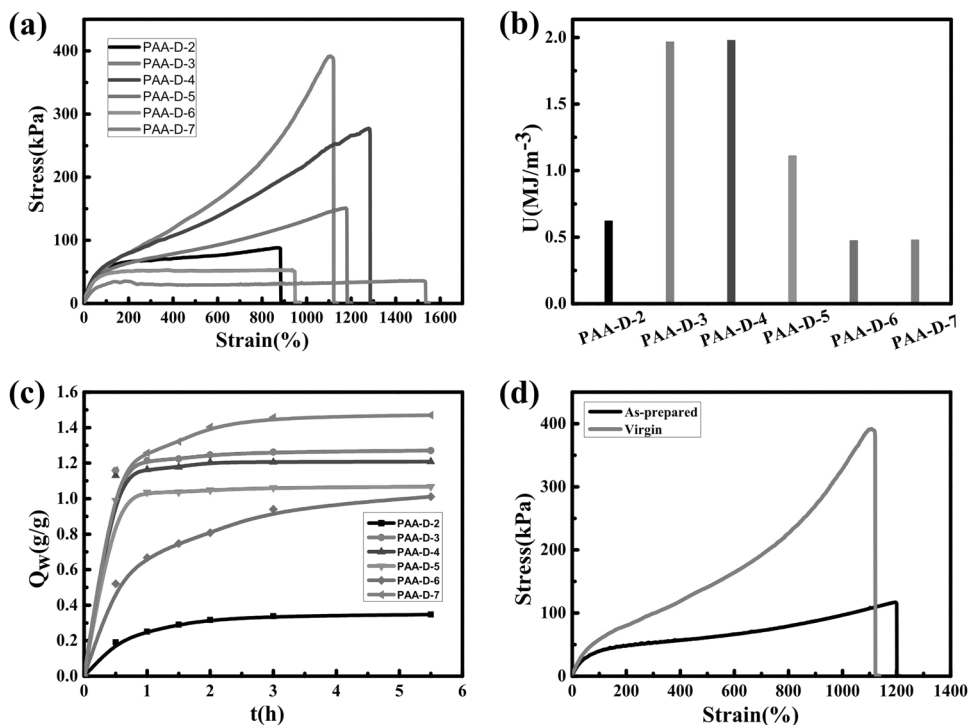 (a)
PAA-D-2
PAA-D-3
PAA-D-4
PAA-D-5
PAA-D-6
PAA-D-7
400
300
200
100
0
Stress(kPa)
0 200 400 600 800 1000 1200 1400 1600
Strain(%)
(b)
2.0
1.5
1.0
0.5
0.0
U(MJ/m-3)
PAA-D-2 PAA-D-3 PAA-D-4 PAA-D-5 PAA-D-6 PAA-D-7
(c)
1.6
1.4
1.2
1.0
0.8
0.6
0.4
0.2
0.0
Qw(g/g)
PAA-D-2
PAA-D-3
PAA-D-4
PAA-D-5
PAA-D-6
PAA-D-7
0 1 2 3 4 5 6
t(h)
(d)
As-prepared
Virgin
400
300
200
100
0
Stress(kPa)
0 200 400 600 800 1000 1200 1400
Strain(%)